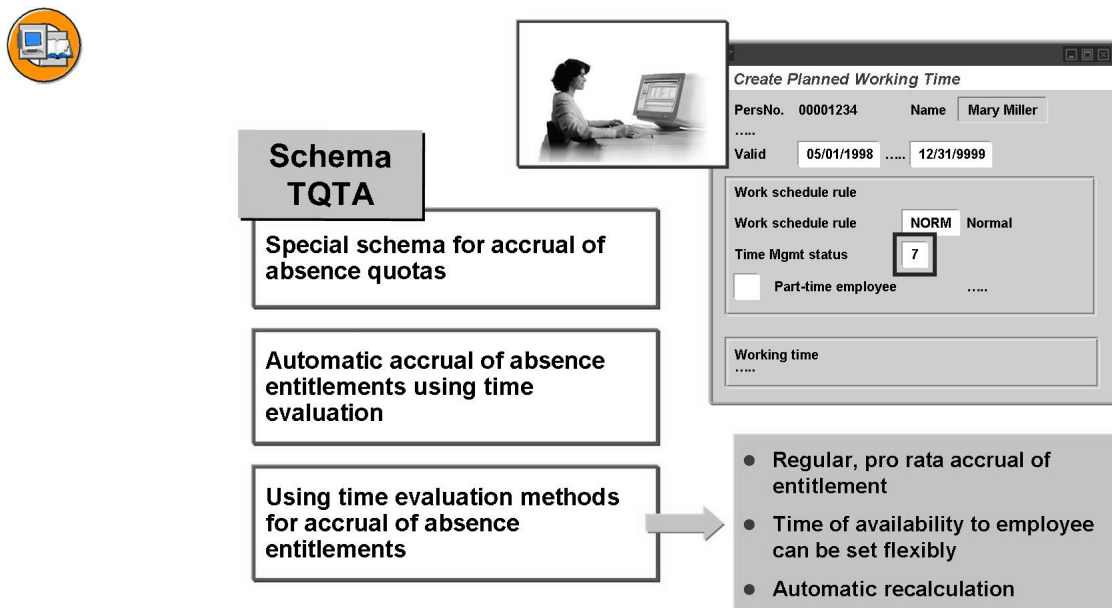 Schema
TQTA
Special schema for accrual of
absence quotas
Automatic accrual of absence
entitlements using time
evaluation
Using time evaluation methods
for accrual of absence
entitlements
Create Planned Working Time
PersNo. 00001234 Name Mary Miller
.....
Valid 05/01/1998 ..... 12/31/9999
Work schedule rule
Work schedule rule NORM Normal
Time Mgmt status 7
Part-time employee .....
Working time
.....
● Regular, pro rata accrual of
entitlement
● Time of availability to employee
can be set flexibly
● Automatic recalculation